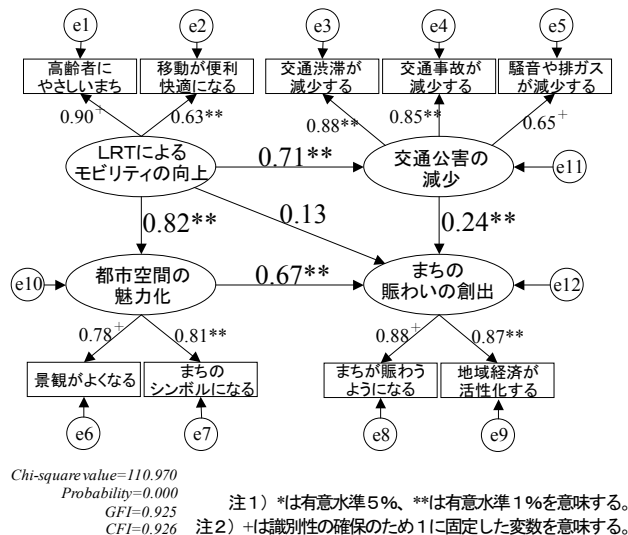 e1
e2
e3
e4
e5
高齢者に
やさしいまち
移動が便利
快適になる
交通渋滞が
減少する
交通事故が
減少する
騒音や排ガス
が減少する
0.90+
0.63**
0.88**
0.85**
0.65+
LRTによる
モビリティの向上
0.71**
交通公害の
減少
e11
0.82**
0.13
0.24**
e10
都市空間の
魅力化
0.67**
まちの
賑わいの創出
e12
0.78+
0.81**
0.88+
0.87**
景観がよくなる
まちの
シンボルになる
まちが賑わう
ようになる
地域経済が
活性化する
e6
e7
e8
e9
Chi-square value=110.970
Probability=0.000
GFI=0.925
CFI=0.926
注1）*は有意水準5%、**は有意水準1%を意味する。
注2）+は識別性の確保のため1に固定した変数を意味する。